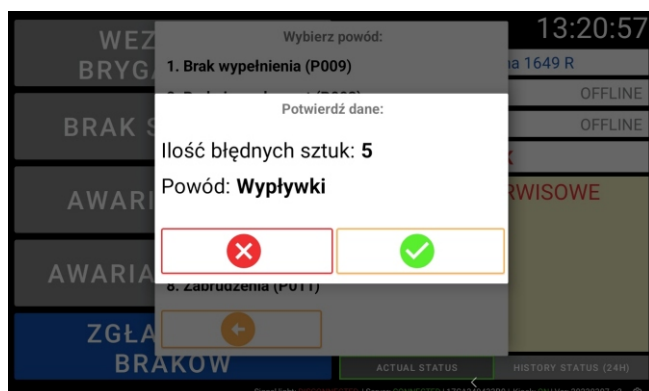 13:20:57
WEZ
BRYGA
Wybierz powód:
1. Brak wypełnienia (P009)
1649 R
OFFLINE
BRAK S
Potwierdź dane:
OFFLINE
Ilość błędnych sztuk: 5
Powód: Wypływki
AWARI
RWISOWE
AWARIA
8. Zabrudzenia (P011)
ZGŁA
BRAKÓW
ACTUAL STATUS
HISTORY STATUS (24H)